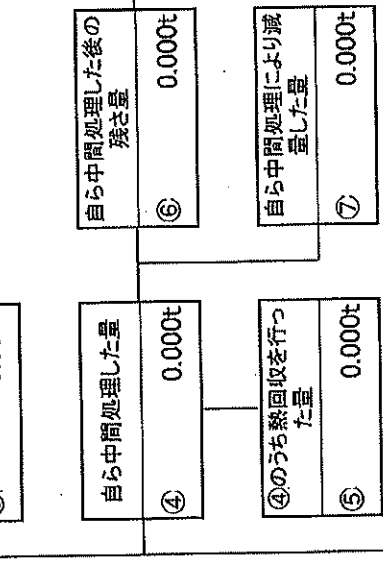 自ら中間処理した量
④ 0.000t
④のうち熱回収を行っ
た量
⑤ 0.000t
自ら中間処理した後の
残さ量
⑥ 0.000t
自ら中間処理により減
量した量
⑦ 0.000t